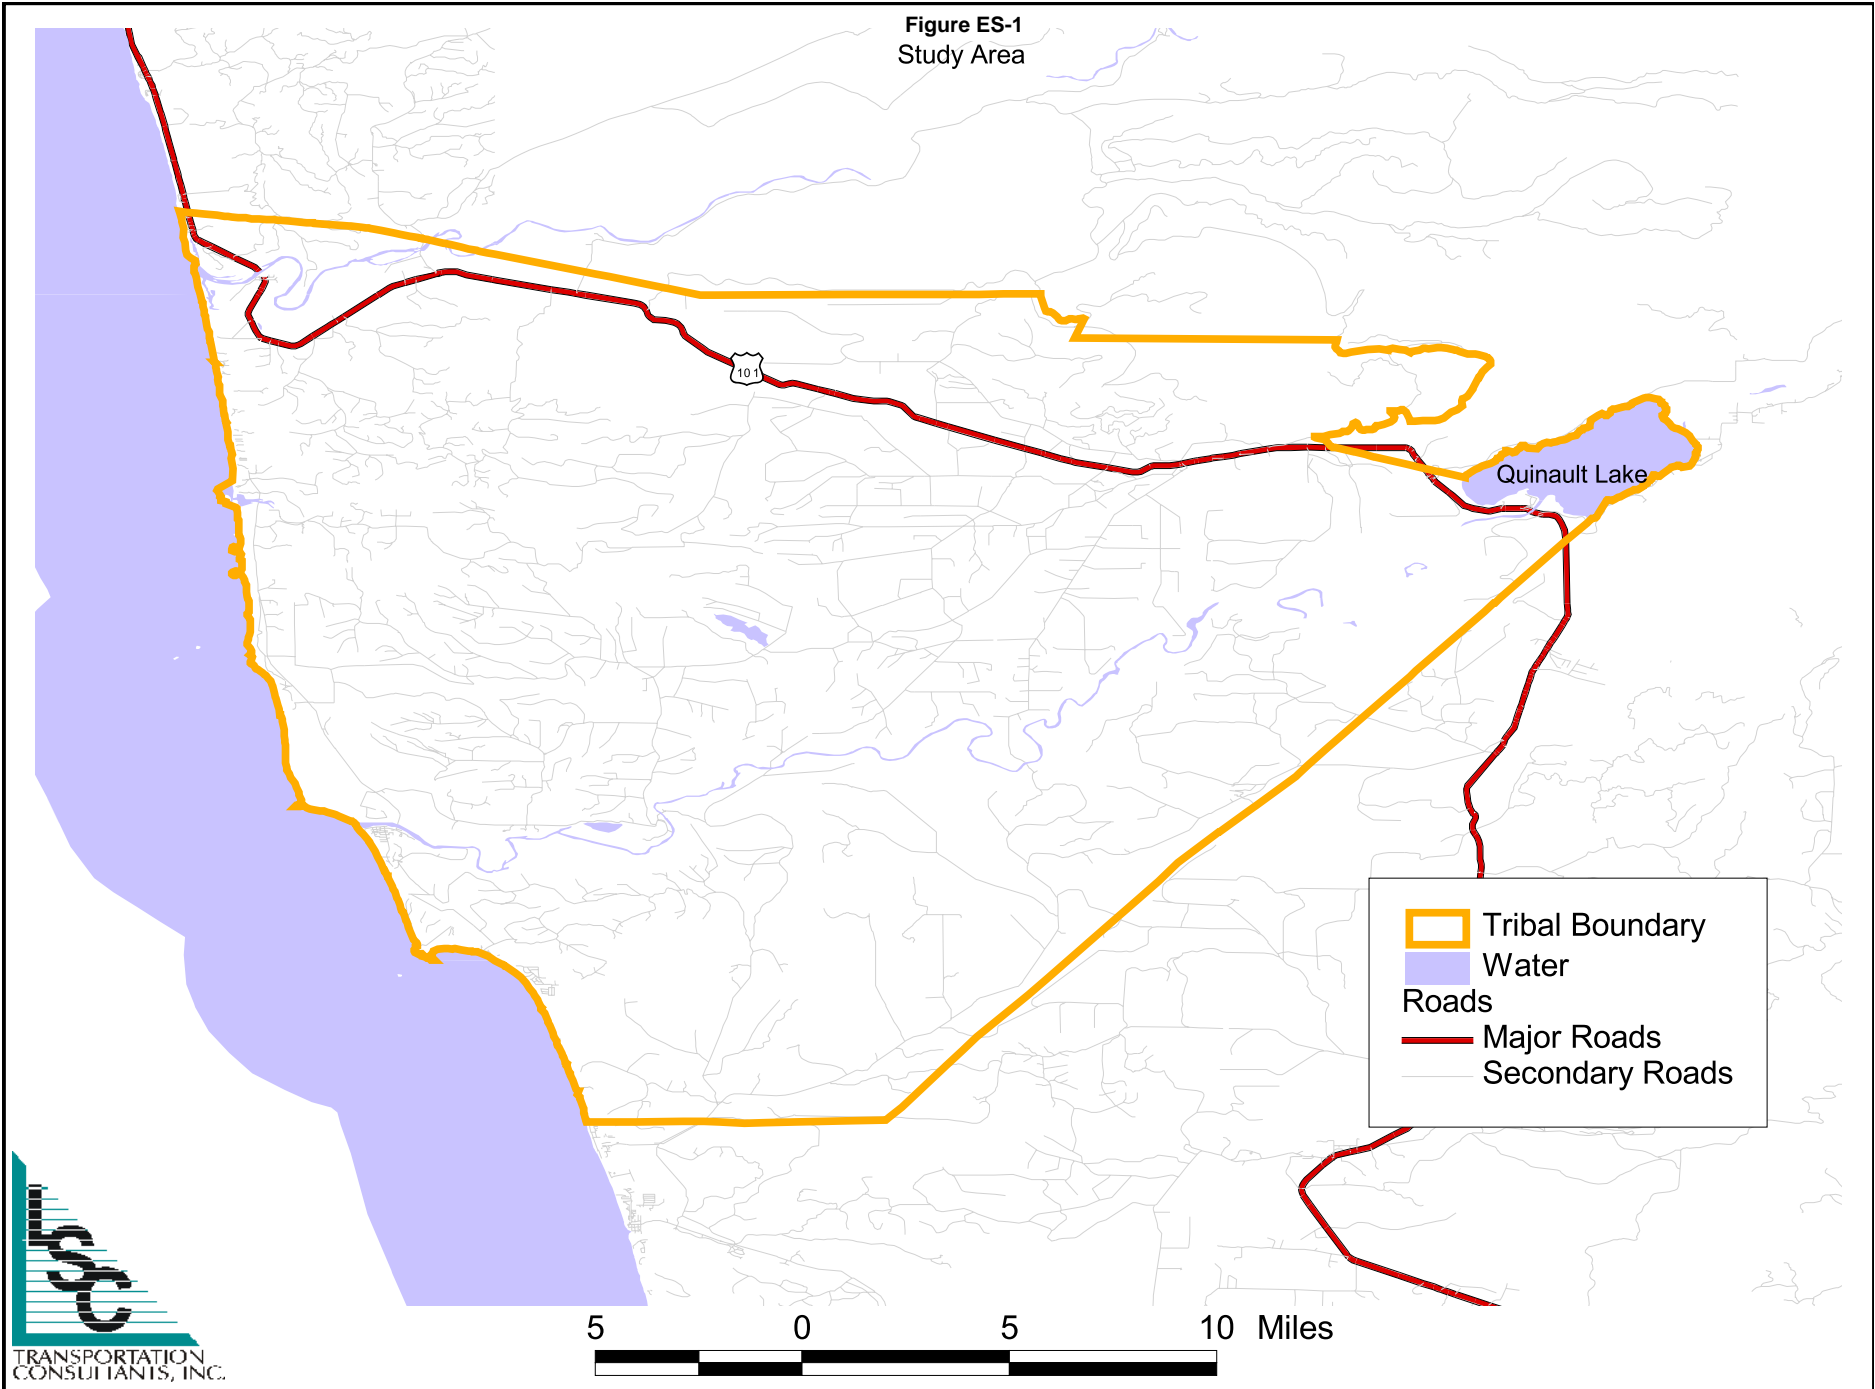 Figure ES-1
Study Area
101
Quinault Lake
Tribal Boundary
Water
Roads
Major Roads
Secondary Roads
5 0 5 10 Miles
LSC
TRANSPORTATION
CONSULTANTS, INC.